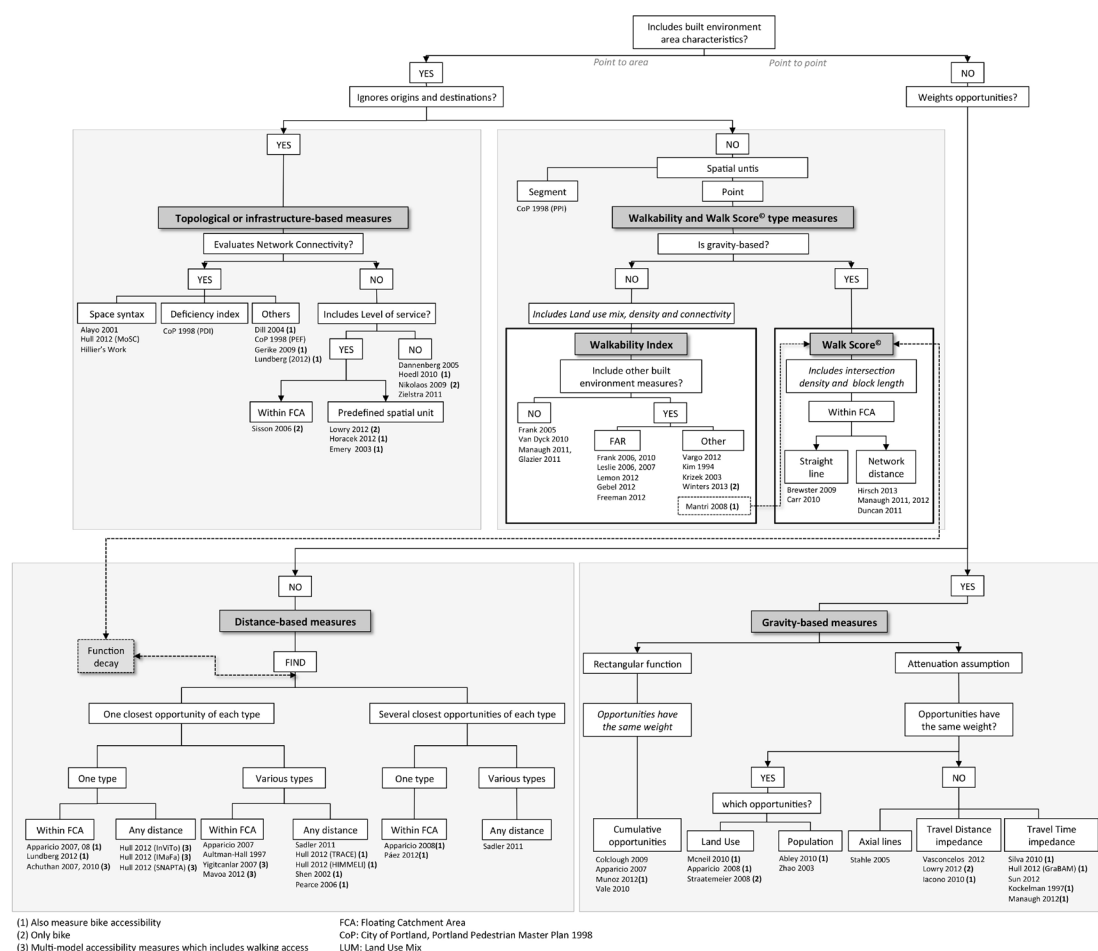 Includes built environment
area characteristics?
Point to area
Point to point
YES
NO
Ignores origins and destinations?
Weights opportunities?
YES
NO
Spatial untis
Segment
Point
CoP 1998 (PPI)
Topological or infrastructure-based measures
Walkability and Walk Score© type measures
Evaluates Network Connectivity?
Is gravity-based?
YES
NO
NO
YES
Space syntax
Deficiency index
Others
Includes Level of service?
Includes Land use mix, density and connectivity
Alayo 2001
Hull 2012 (MoSC)
Hillier's Work
CoP 1998 (PDI)
Dill 2004 (1)
CoP 1998 (PEF)
Gerike 2009 (1)
Lundberg (2012) (1)
YES
NO
Dannenberg 2005
Hoedl 2010 (1)
Nikolaos 2009 (2)
Zielstra 2011
Within FCA
Predefined spatial unit
Sisson 2006 (2)
Lowry 2012 (2)
Horacek 2012 (1)
Emery 2003 (1)
Walkability Index
Include other built
environment measures?
NO
YES
Frank 2005
Van Dyck 2010
Manaugh 2011,
Glazier 2011
FAR
Other
Frank 2006, 2010
Leslie 2006, 2007
Lemon 2012
Gebel 2012
Freeman 2012
Vargo 2012
Kim 1994
Krizek 2003
Winters 2013 (2)
Mantri 2008 (1)
Walk Score©
Includes intersection
density and block length
Within FCA
Straight
line
Network
distance
Brewster 2009
Carr 2010
Hirsch 2013
Manaugh 2011, 2012
Duncan 2011
NO
YES
Distance-based measures
Gravity-based measures
Function
decay
FIND
Rectangular function
Attenuation assumption
One closest opportunity of each type
Several closest opportunities of each type
Opportunities have
the same weight
Opportunities have
the same weight?
One type
Various types
One type
Various types
YES
NO
which opportunities?
Within FCA
Any distance
Within FCA
Any distance
Within FCA
Any distance
Apparicio 2007, 08 (1)
Lundberg 2012 (1)
Achuthan 2007, 2010 (3)
Hull 2012 (InViTo) (3)
Hull 2012 (IMaFa) (3)
Hull 2012 (SNAPTA) (3)
Apparicio 2007
Aultman-Hall 1997
Yigitcanlar 2007 (3)
Mavoa 2012 (3)
Sadler 2011
Hull 2012 (TRACE) (1)
Hull 2012 (HIMMELI) (1)
Shen 2002 (1)
Pearce 2006 (1)
Apparicio 2008(1)
Páez 2012(1)
Sadler 2011
Cumulative
opportunities
Land Use
Population
Axial lines
Travel Distance
impedance
Travel Time
impedance
Colclough 2009
Apparicio 2007
Munoz 2012(1)
Vale 2010
Mcneil 2010 (1)
Apparicio 2008 (1)
Straatemeier 2008 (2)
Abley 2010 (1)
Zhao 2003
Stahle 2005
Vasconcelos 2012
Lowry 2012 (2)
Iacono 2010 (1)
Silva 2010 (1)
Hull 2012 (GraBAM) (1)
Sun 2012
Kockelman 1997(1)
Manaugh 2012(1)
(1) Also measure bike accessibility
(2) Only bike
(3) Multi-model accessibility measures which includes walking access
FCA: Floating Catchment Area
CoP: City of Portland, Portland Pedestrian Master Plan 1998
LUM: Land Use Mix